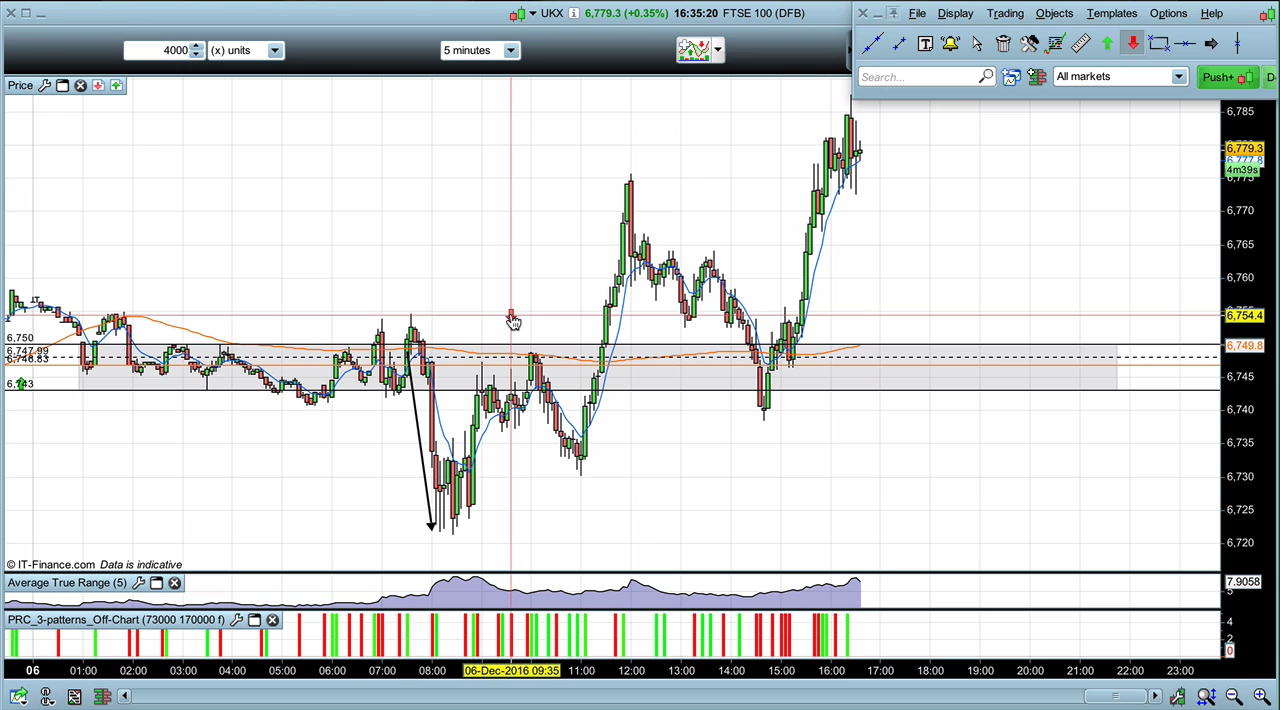 UKX i 6,779.3 (+0.35%) 16:35:20 FTSE 100 (DFB)
File Display Trading Objects Templates Options Help
4000 (x) units 5 minutes
Search... All markets Push+ D
Price
6,785
6,779.3
6,777.8
4m39s
6,770
6,765
6,760
6,754.4
6,750
6,749.8
6,747.99
6,745
6,743
6,740
6,735
6,730
6,725
6,720
© IT-Finance.com Data is indicative
Average True Range (5)
7.9058
5
PRC_3-patterns_Off-Chart (73000 170000 f)
4
2
0
06 01:00 02:00 03:00 04:00 05:00 06:00 07:00 08:00 06-Dec-2016 09:35 11:00 12:00 13:00 14:00 15:00 16:00 17:00 18:00 19:00 20:00 21:00 22:00 23:00